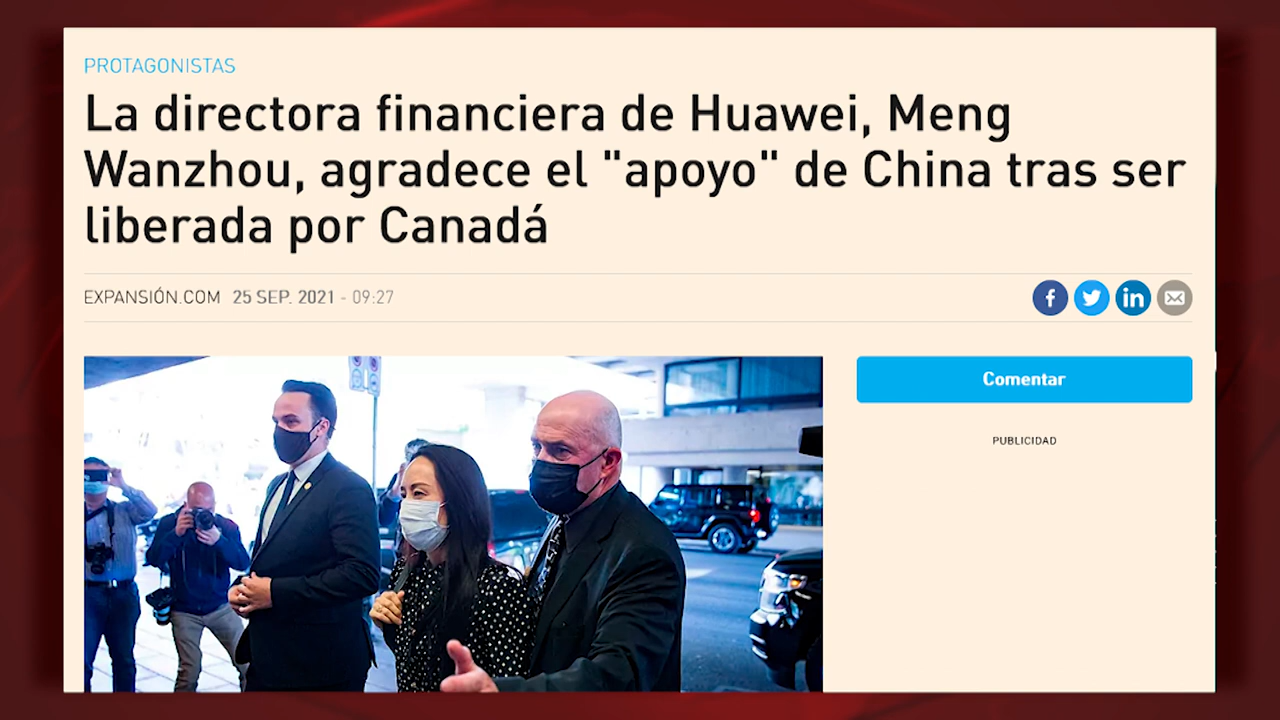 PROTAGONISTAS
La directora financiera de Huawei, Meng
Wanzhou, agradece el "apoyo" de China tras ser
liberada por Canadá
EXPANSIÓN.COM 25 SEP. 2021 - 09:27
Comentar
PUBLICIDAD